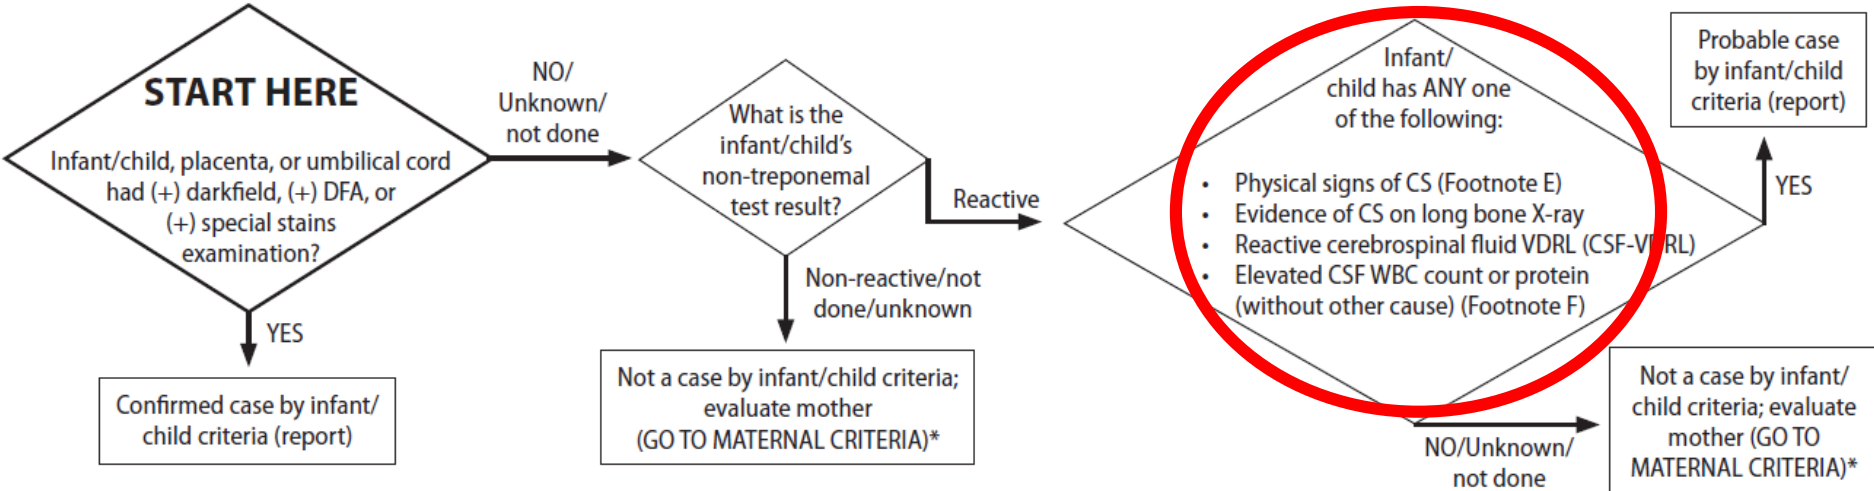 START HERE
Infant/child, placenta, or umbilical cord
had (+) darkfield, (+) DFA, or
(+) special stains
examination?
YES
Confirmed case by infant/
child criteria (report)
NO/
Unknown/
not done
What is the
infant/child’s
non-treponemal
test result?
Non-reactive/not
done/unknown
Not a case by infant/child criteria;
evaluate mother
(GO TO MATERNAL CRITERIA)*
Reactive
Infant/
child has ANY one
of the following:
• Physical signs of CS (Footnote E)
• Evidence of CS on long bone X-ray
• Reactive cerebrospinal fluid VDRL (CSF-VDRL)
• Elevated CSF WBC count or protein
(without other cause) (Footnote F)
YES
Probable case
by infant/child
criteria (report)
NO/Unknown/
not done
Not a case by infant/
child criteria; evaluate
mother (GO TO
MATERNAL CRITERIA)*